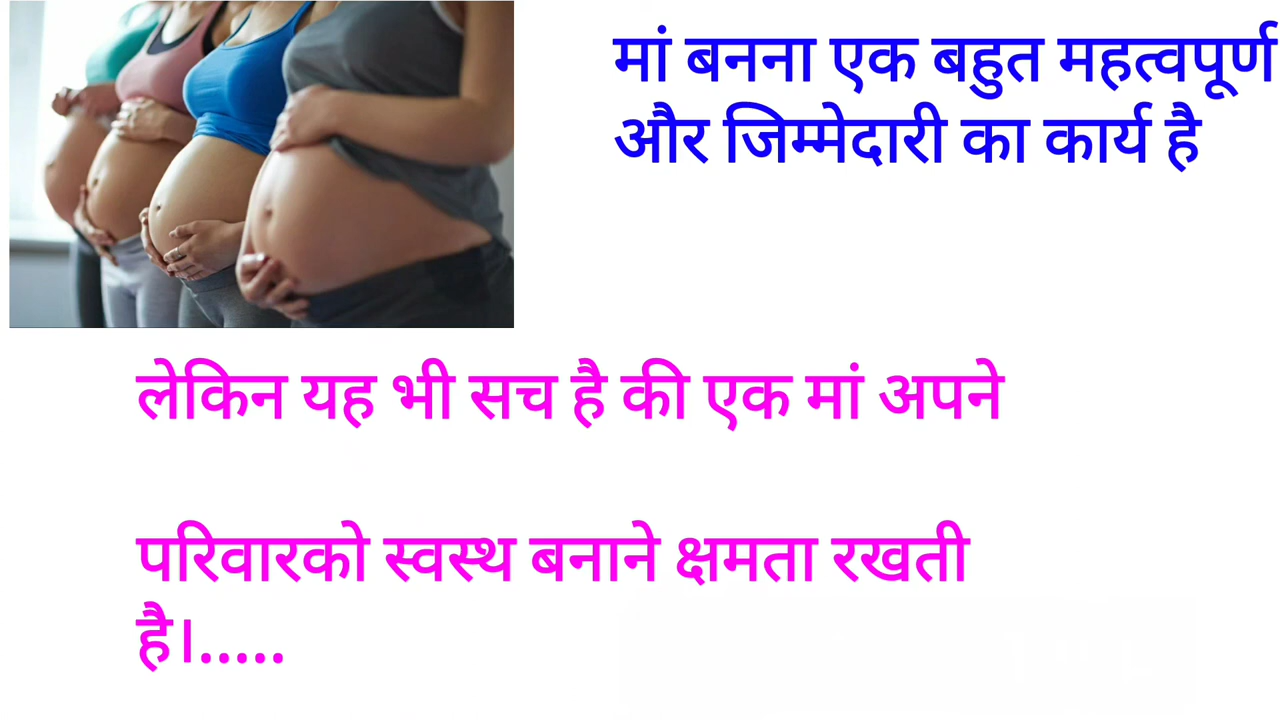 मां बनना एक बहुत महत्वपूर्ण
और जिम्मेदारी का कार्य है
लेकिन यह भी सच है की एक मां अपने
परिवारको स्वस्थ बनाने क्षमता रखती
है।.....